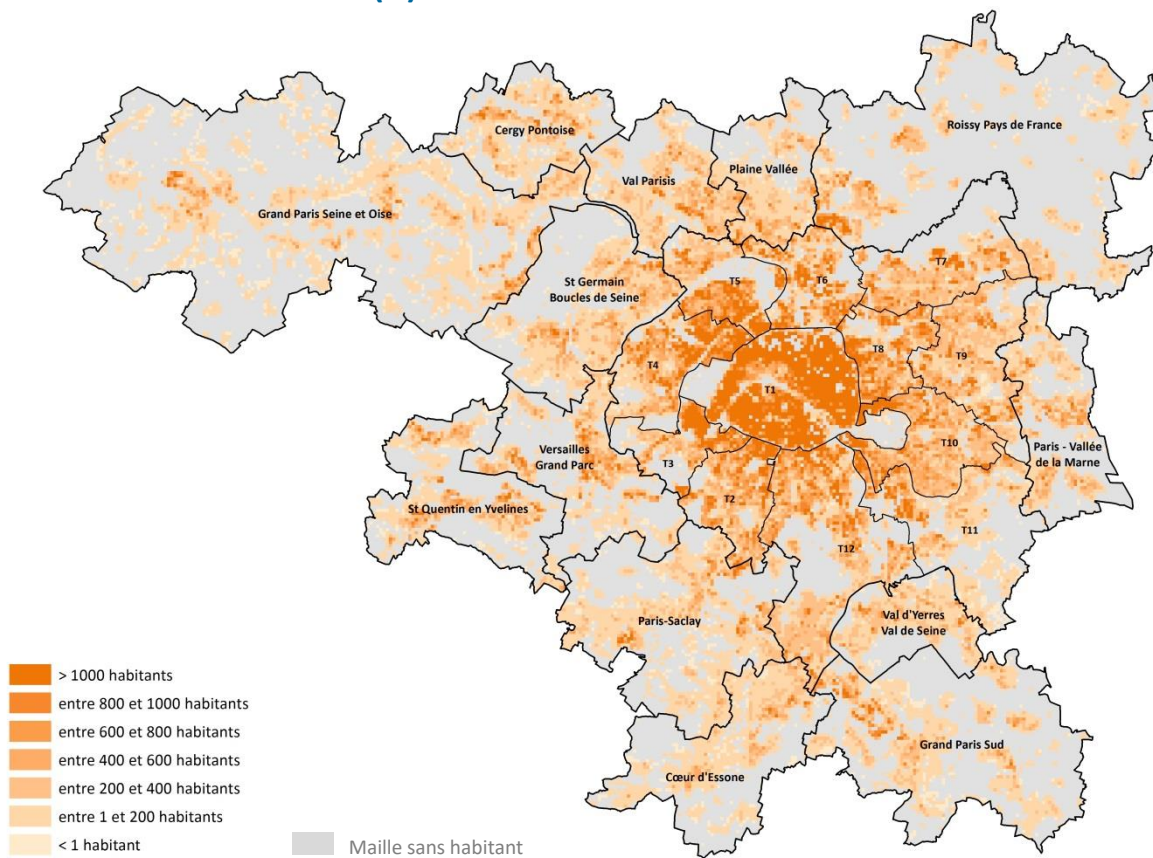 Roissy Pays de France
Cergy Pontoise
Plaine Vallée
Val Parisis
Grand Paris Seine et Oise
T7
St Germain
Boucles de Seine
T5
T6
T8
T9
T4
T1
T10
Versailles
Grand Parc
Paris - Vallée
de la Marne
T3
T2
St Quentin en Yvelines
T11
T12
Val d'Yerres
Val de Seine
Paris-Saclay
Grand Paris Sud
Cœur d'Essone
> 1000 habitants
entre 800 et 1000 habitants
entre 600 et 800 habitants
entre 400 et 600 habitants
entre 200 et 400 habitants
entre 1 et 200 habitants
< 1 habitant
Maille sans habitant